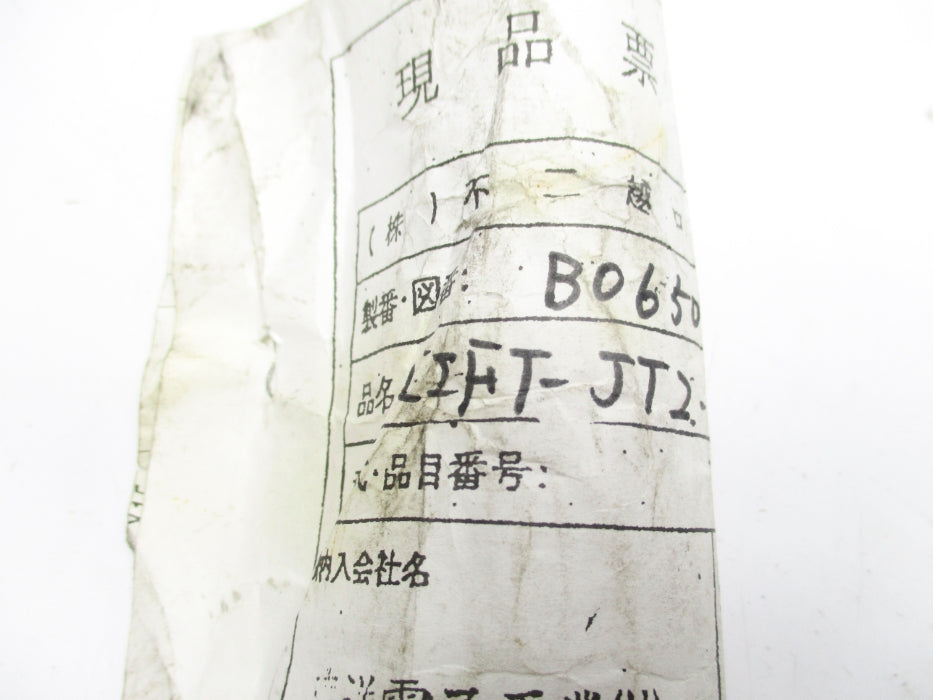 現品票
(株)不二越
製番・図番: B0650
品名 LIFT-JT2-
・品目番号:
納入会社名